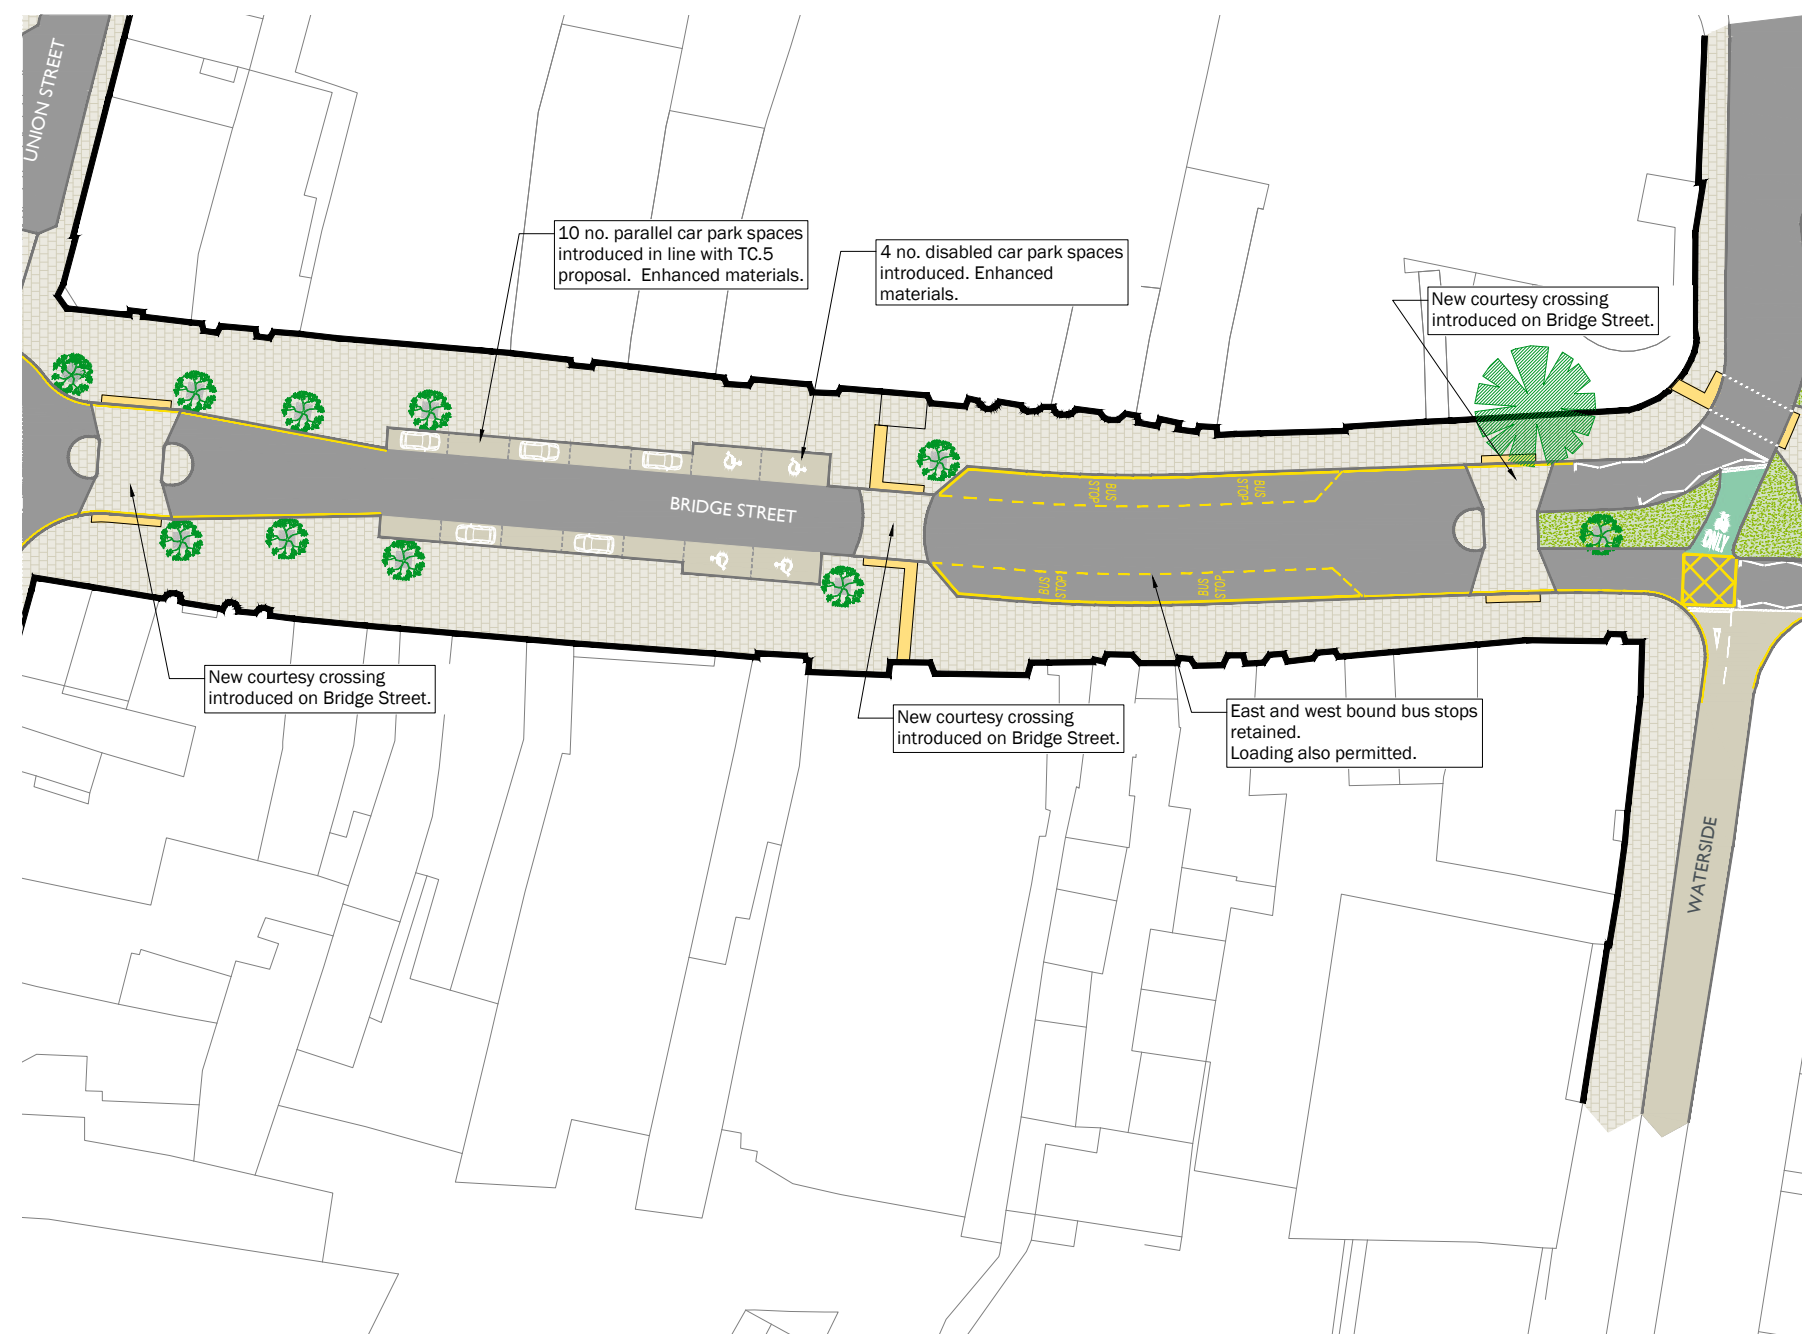 UNION STREET
10 no. parallel car park spaces
introduced in line with TC.5
proposal. Enhanced materials.
4 no. disabled car park spaces
introduced. Enhanced
materials.
New courtesy crossing
introduced on Bridge Street.
BRIDGE STREET
BUS
STOP
BUS
STOP
BUS
STOP
BUS
STOP
ONLY
New courtesy crossing
introduced on Bridge Street.
New courtesy crossing
introduced on Bridge Street.
East and west bound bus stops
retained.
Loading also permitted.
WATERSIDE